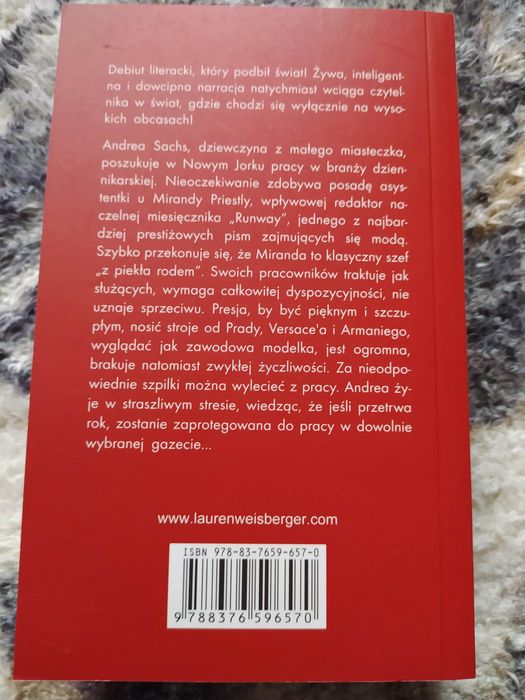 Debiut literacki, który podbił świat! Żywa, inteligent-
na i dowcipna narracja natychmiast wciąga czytel-
nika w świat, gdzie chodzi się wyłącznie na wyso-
kich obcasach!
Andrea Sachs, dziewczyna z małego miasteczka,
poszukuje w Nowym Jorku pracy w branży dzien-
nikarskiej. Nieoczekiwanie zdobywa posadę asys-
tentki u Mirandy Priestly, wpływowej redaktor na-
czelnej miesięcznika „Runway”, jednego z najbar-
dziej prestiżowych pism zajmujących się modą.
Szybko przekonuje się, że Miranda to klasyczny szef
„z piekła rodem”. Swoich pracowników traktuje jak
służących, wymaga całkowitej dyspozycyjności, nie
uznaje sprzeciwu. Presja, by być pięknym i szczu-
płym, nosić stroje od Prady, Versace'a i Armaniego,
wyglądać jak zawodowa modelka, jest ogromna,
brakuje natomiast zwykłej życzliwości. Za nieodpo-
wiednie szpilki można wylecieć z pracy. Andrea ży-
je w straszliwym stresie, wiedząc, że jeśli przetrwa
rok, zostanie zaprotegowana do pracy w dowolnie
wybranej gazecie...
www.laurenweisberger.com
ISBN 978-83-7659-657-0
9 788376 596570